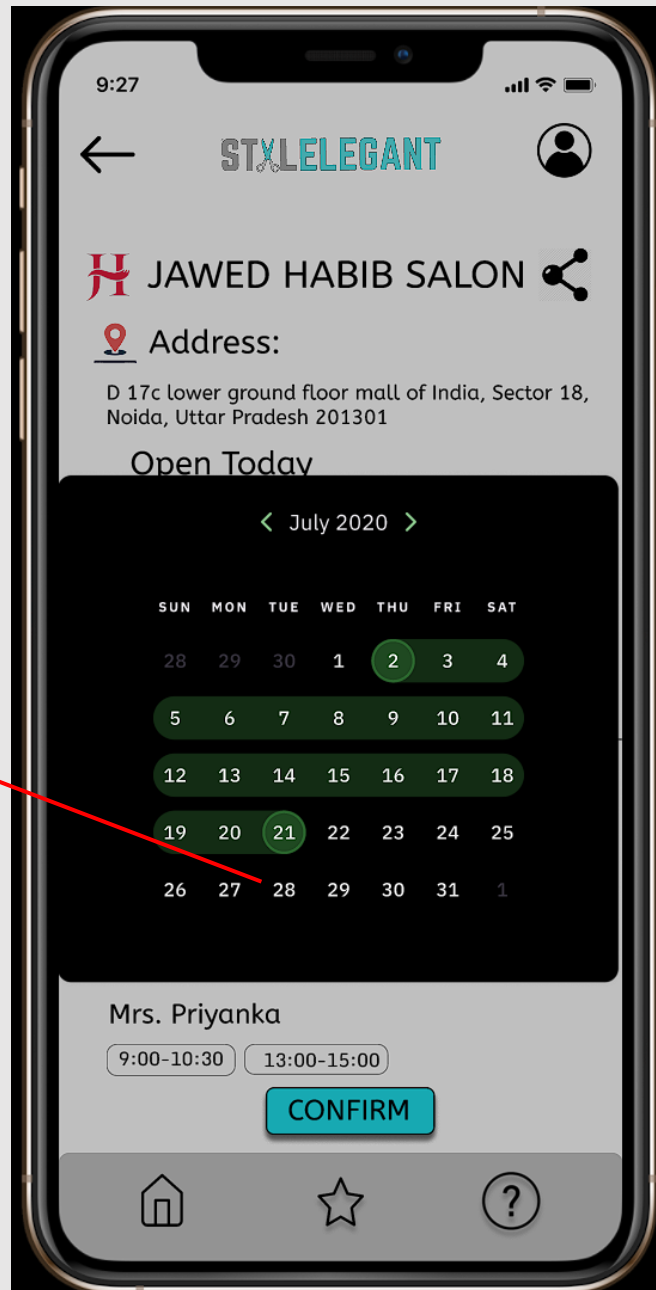 9:27
STYLELEGANT
JAWED HABIB SALON
Address:
D 17c lower ground floor mall of India, Sector 18,
Noida, Uttar Pradesh 201301
Open Today
< July 2020 >
SUN MON TUE WED THU FRI SAT
28 29 30 1 2 3 4
5 6 7 8 9 10 11
12 13 14 15 16 17 18
19 20 21 22 23 24 25
26 27 28 29 30 31 1
Mrs. Priyanka
9:00-10:30 13:00-15:00
CONFIRM
?